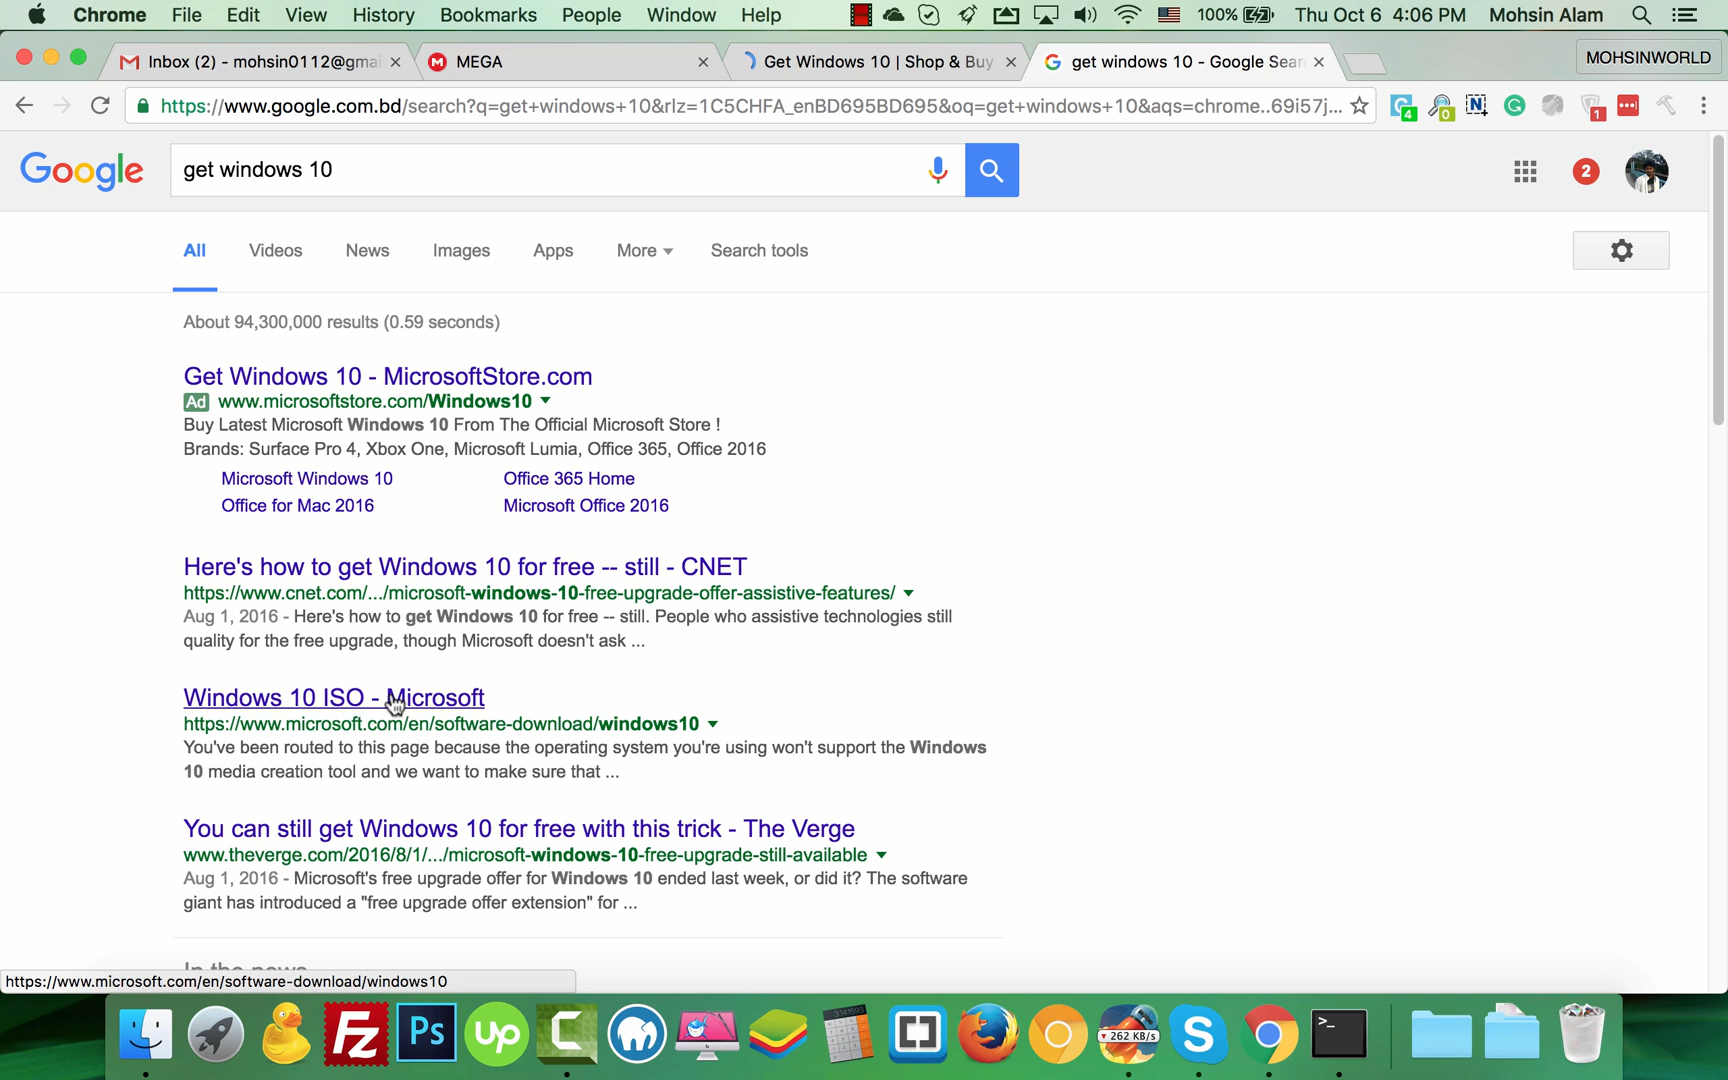 Chrome File Edit View History Bookmarks People Window Help 100% Thu Oct 6 4:06 PM Mohsin Alam
Inbox (2) - mohsin0112@gmai MEGA Get Windows 10 | Shop & Buy get windows 10 - Google Sear MOHSINWORLD
https://www.google.com.bd/search?q=get+windows+10&rlz=1C5CHFA_enBD695BD695&oq=get+windows+10&aqs=chrome..69i57j... 4 0 N 1
Google get windows 10 2
All Videos News Images Apps More Search tools
About 94,300,000 results (0.59 seconds)
Get Windows 10 - MicrosoftStore.com
Ad www.microsoftstore.com/Windows10
Buy Latest Microsoft Windows 10 From The Official Microsoft Store !
Brands: Surface Pro 4, Xbox One, Microsoft Lumia, Office 365, Office 2016
Microsoft Windows 10 Office 365 Home
Office for Mac 2016 Microsoft Office 2016
Here's how to get Windows 10 for free -- still - CNET
https://www.cnet.com/.../microsoft-windows-10-free-upgrade-offer-assistive-features/
Aug 1, 2016 - Here's how to get Windows 10 for free -- still. People who assistive technologies still
quality for the free upgrade, though Microsoft doesn't ask ...
Windows 10 ISO - Microsoft
https://www.microsoft.com/en/software-download/windows10
You've been routed to this page because the operating system you're using won't support the Windows
10 media creation tool and we want to make sure that ...
You can still get Windows 10 for free with this trick - The Verge
www.theverge.com/2016/8/1/.../microsoft-windows-10-free-upgrade-still-available
Aug 1, 2016 - Microsoft's free upgrade offer for Windows 10 ended last week, or did it? The software
giant has introduced a "free upgrade offer extension" for ...
In the news
https://www.microsoft.com/en/software-download/windows10
Fz Ps up C 262 KB/s S >_